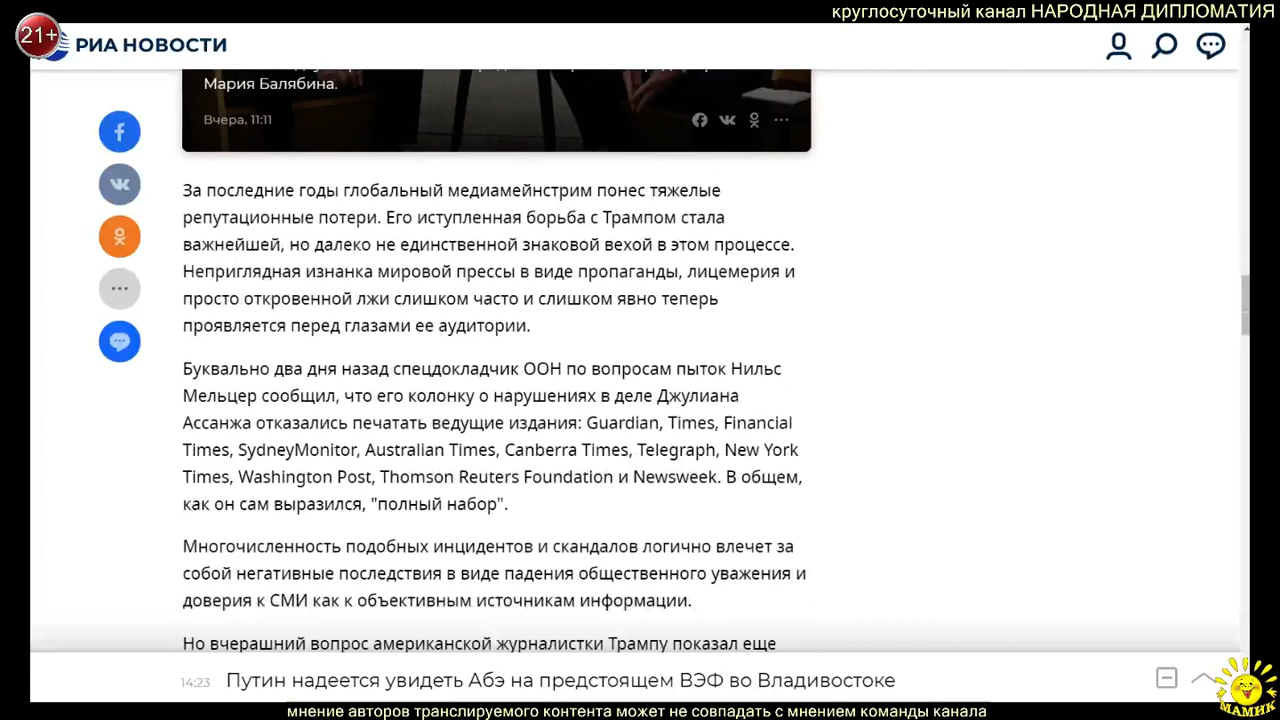 круглосуточный канал НАРОДНАЯ ДИПЛОМАТИЯ
21+
РИА НОВОСТИ
Мария Балябина.
Вчера, 11:11
За последние годы глобальный медиамейнстрим понес тяжелые
репутационные потери. Его иступленная борьба с Трампом стала
важнейшей, но далеко не единственной знаковой вехой в этом процессе.
Неприглядная изнанка мировой прессы в виде пропаганды, лицемерия и
просто откровенной лжи слишком часто и слишком явно теперь
проявляется перед глазами ее аудитории.
Буквально два дня назад спецдокладчик ООН по вопросам пыток Нильс
Мельцер сообщил, что его колонку о нарушениях в деле Джулиана
Ассанжа отказались печатать ведущие издания: Guardian, Times, Financial
Times, SydneyMonitor, Australian Times, Canberra Times, Telegraph, New York
Times, Washington Post, Thomson Reuters Foundation и Newsweek. В общем,
как он сам выразился, "полный набор".
Многочисленность подобных инцидентов и скандалов логично влечет за
собой негативные последствия в виде падения общественного уважения и
доверия к СМИ как к объективным источникам информации.
Но вчерашний вопрос американской журналистки Трампу показал еще
14:23 Путин надеется увидеть Абэ на предстоящем ВЭФ во Владивостоке
МАМИК
мнение авторов транслируемого контента может не совпадать с мнением команды канала